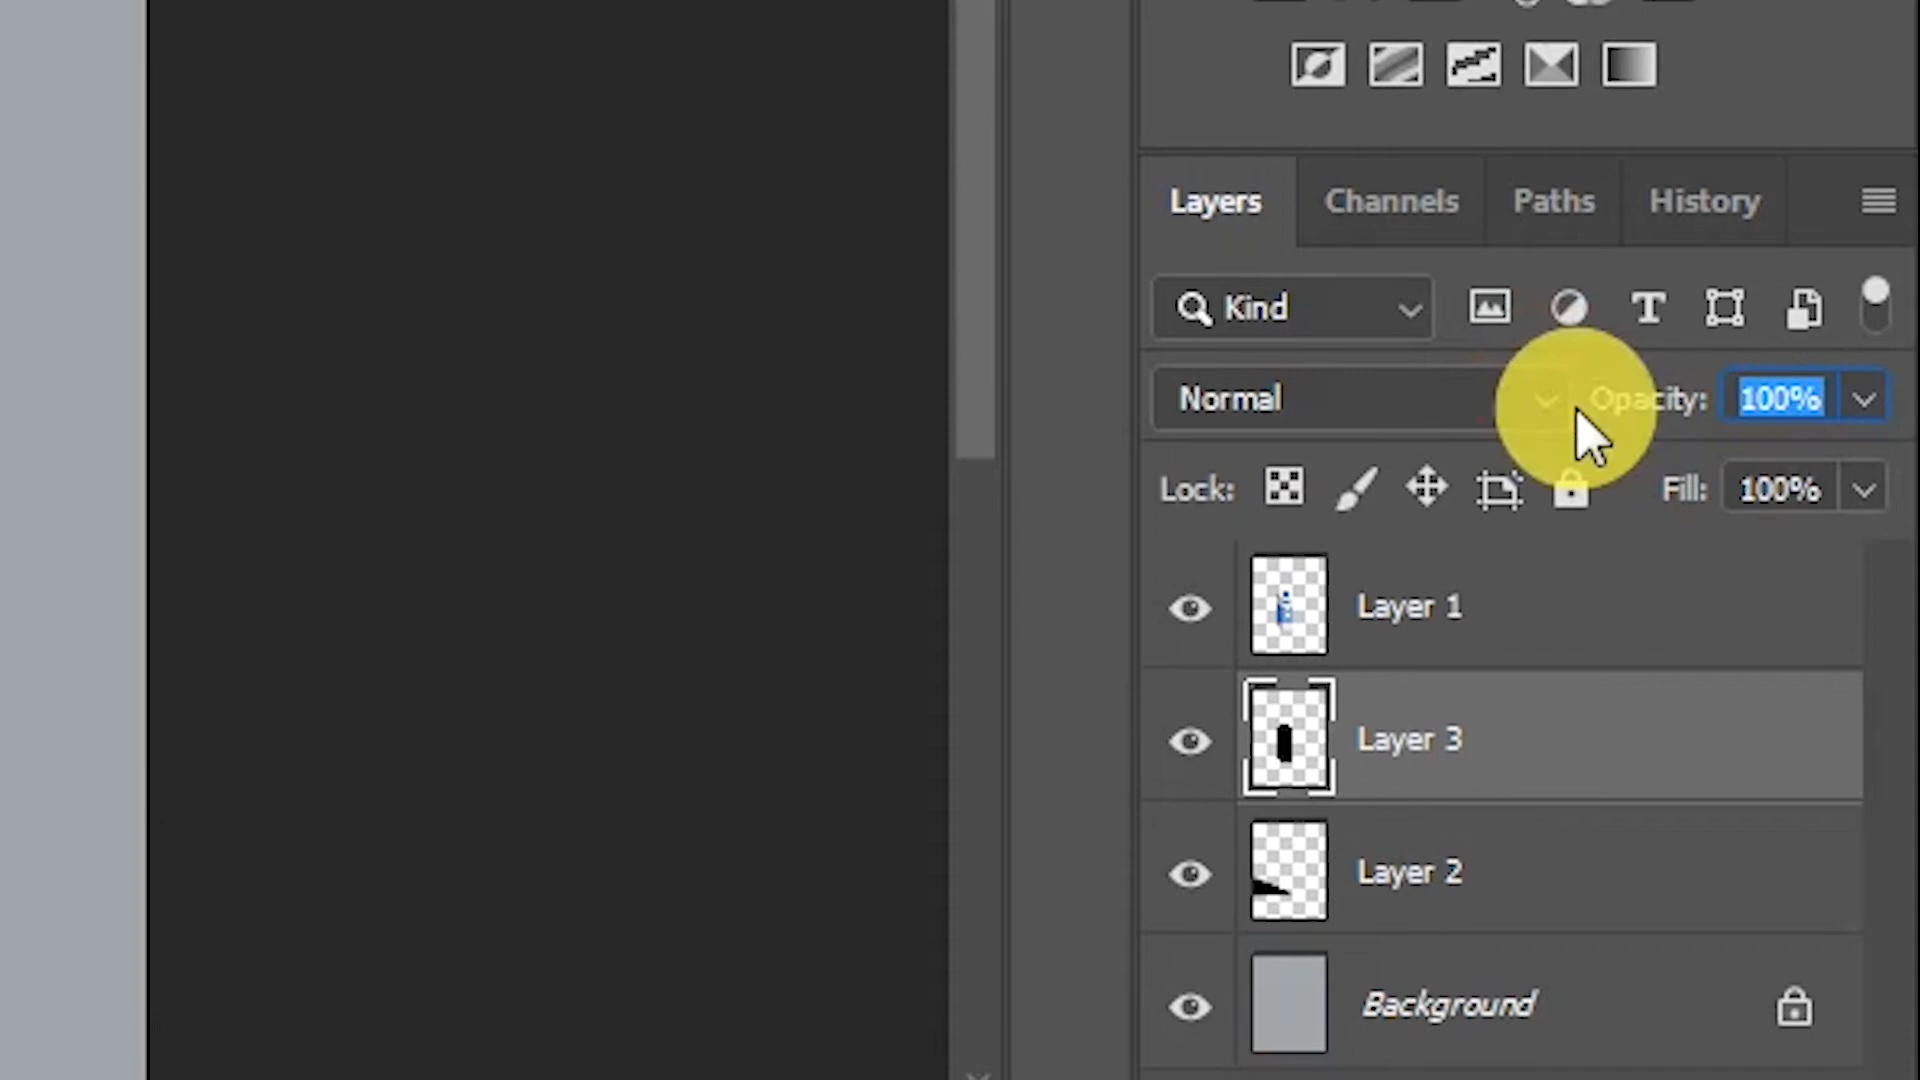 Layers Channels Paths History
Kind
Normal Opacity: 100%
Lock: Fill: 100%
Layer 1
Layer 3
Layer 2
Background